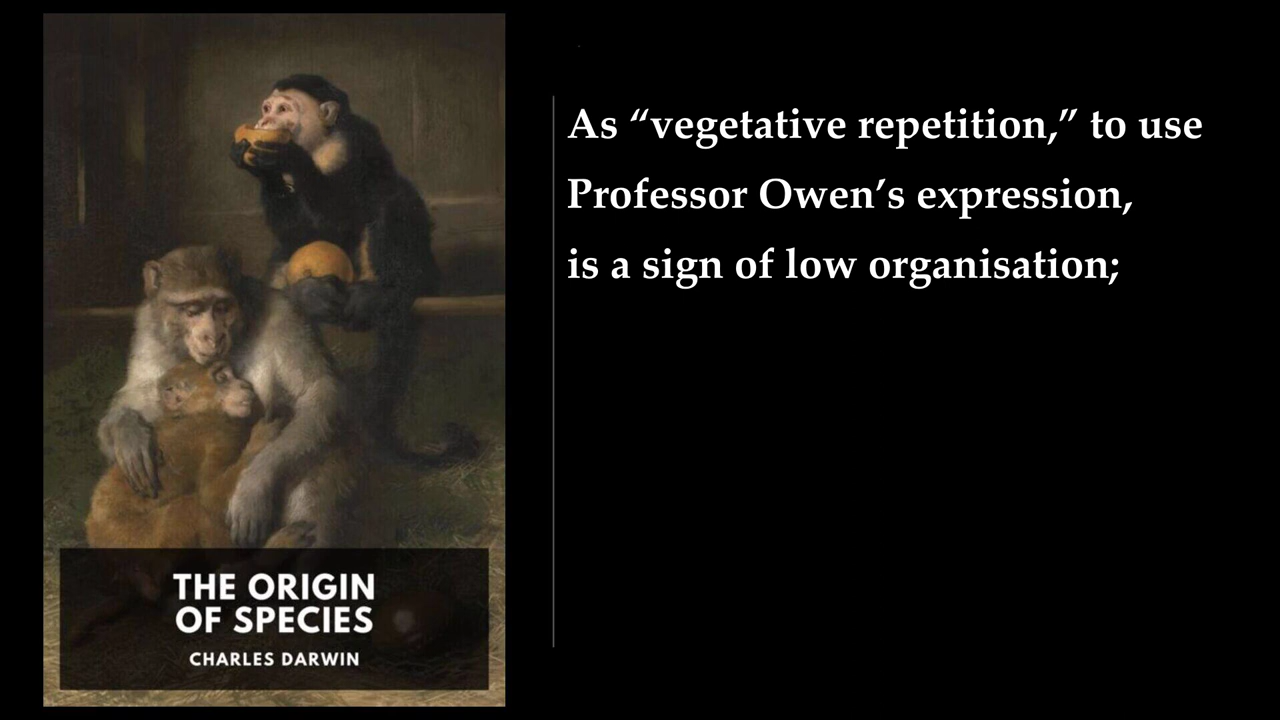 THE ORIGIN
OF SPECIES
CHARLES DARWIN
As “vegetative repetition,” to use
Professor Owen’s expression,
is a sign of low organisation;